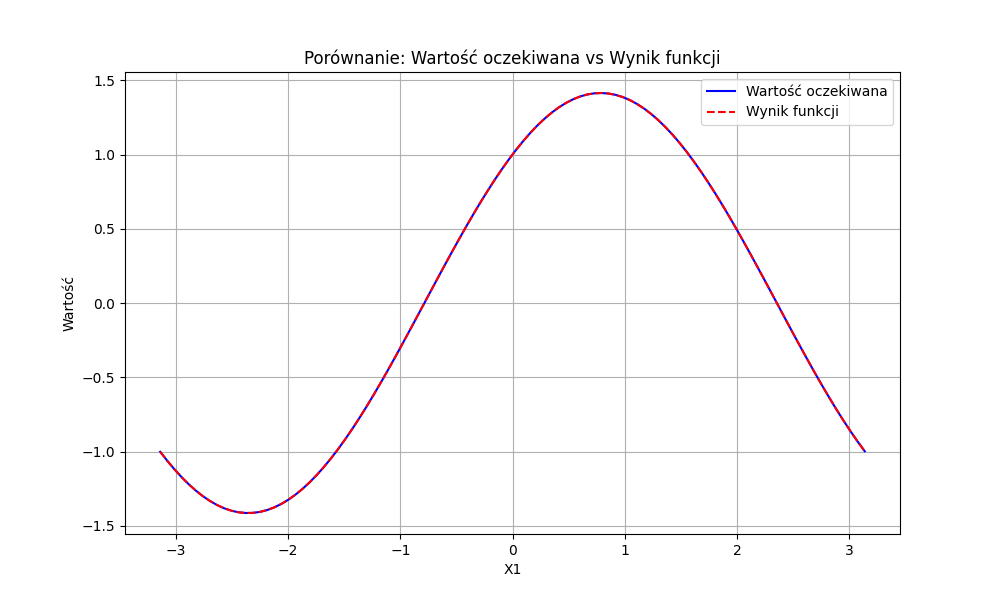 Porównanie: Wartość oczekiwana vs Wynik funkcji
Wartość oczekiwana
Wynik funkcji
1.5
1.0
0.5
0.0
−0.5
−1.0
−1.5
Wartość
−3
−2
−1
0
1
2
3
X1